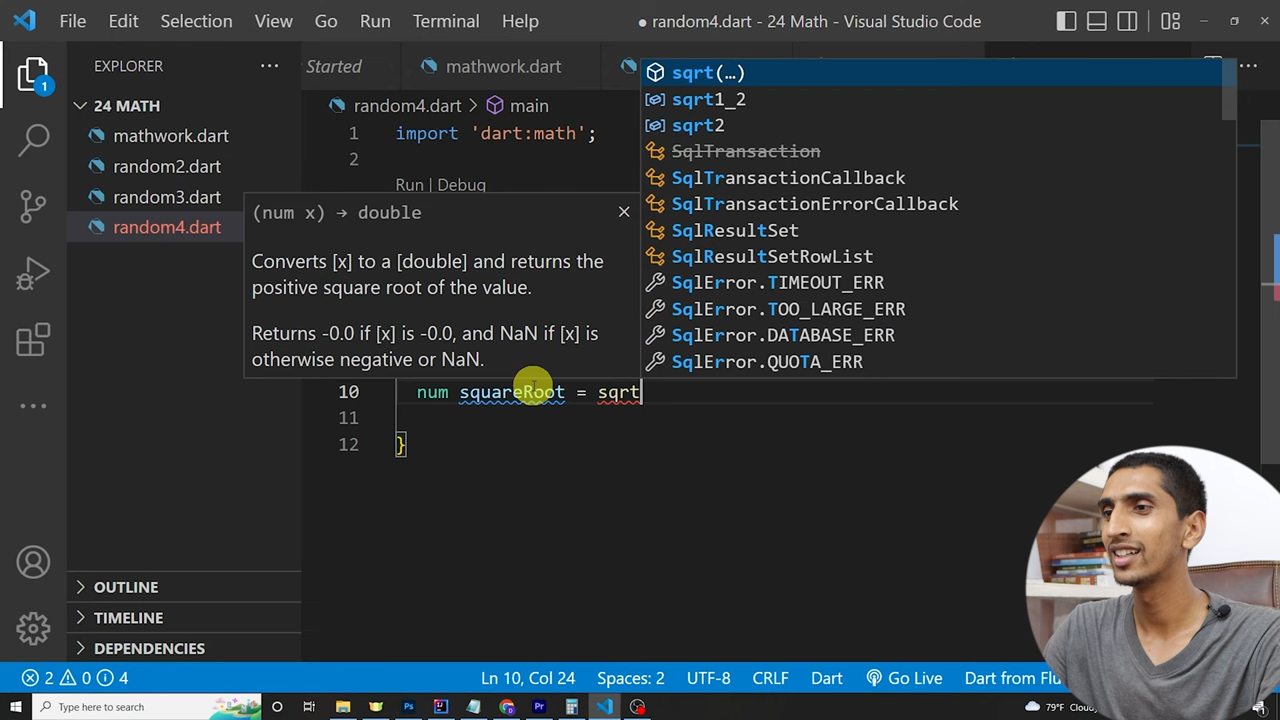 File Edit Selection View Go Run Terminal Help
● random4.dart - 24 Math - Visual Studio Code
EXPLORER
1
24 MATH
mathwork.dart
random2.dart
random3.dart
random4.dart
OUTLINE
TIMELINE
DEPENDENCIES
Started
mathwork.dart
random4.dart > main
1 import 'dart:math';
2
Run | Debug
(num x) → double
Converts [x] to a [double] and returns the
positive square root of the value.
Returns -0.0 if [x] is -0.0, and NaN if [x] is
otherwise negative or NaN.
sqrt(…)
sqrt1_2
sqrt2
SqlTransaction
SqlTransactionCallback
SqlTransactionErrorCallback
SqlResultSet
SqlResultSetRowList
SqlError.TIMEOUT_ERR
SqlError.TOO_LARGE_ERR
SqlError.DATABASE_ERR
SqlError.QUOTA_ERR
10 num squareRoot = sqrt
11
12 }
2 0 4
Ln 10, Col 24 Spaces: 2 UTF-8 CRLF Dart Go Live Dart from Flu
Type here to search
79°F Cloudy